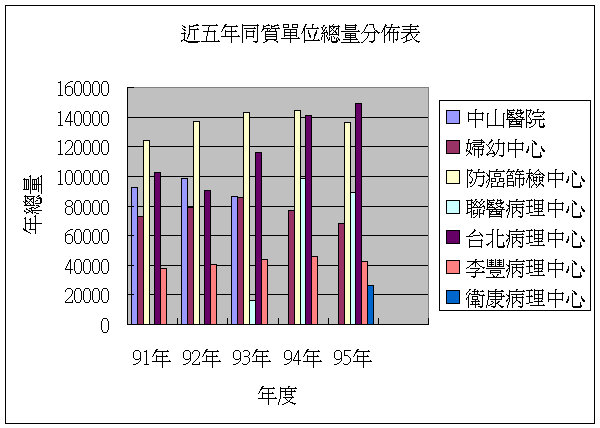 近五年同質單位總量分佈表
160000
140000
120000
100000
80000
60000
40000
20000
0
年總量
91年 92年 93年 94年 95年
年度
中山醫院
婦幼中心
防癌篩檢中心
聯醫病理中心
台北病理中心
李豐病理中心
衛康病理中心